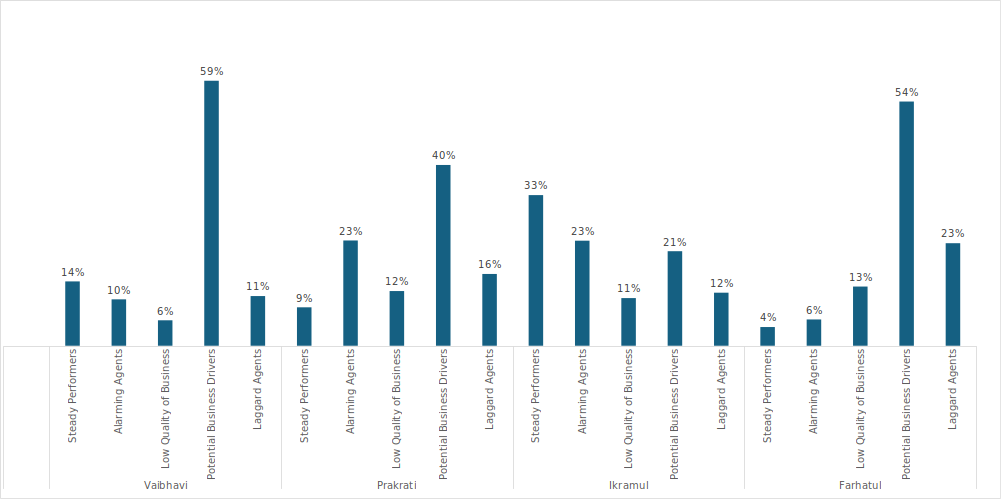 59%
54%
40%
33%
23%
23%
21%
23%
14%
16%
10%
11%
12%
11%
12%
13%
9%
6%
6%
4%
Steady Performers
Alarming Agents
Low Quality of Business
Potential Business Drivers
Laggard Agents
Steady Performers
Alarming Agents
Low Quality of Business
Potential Business Drivers
Laggard Agents
Steady Performers
Alarming Agents
Low Quality of Business
Potential Business Drivers
Laggard Agents
Steady Performers
Alarming Agents
Low Quality of Business
Potential Business Drivers
Laggard Agents
Vaibhavi
Prakrati
Ikramul
Farhatul